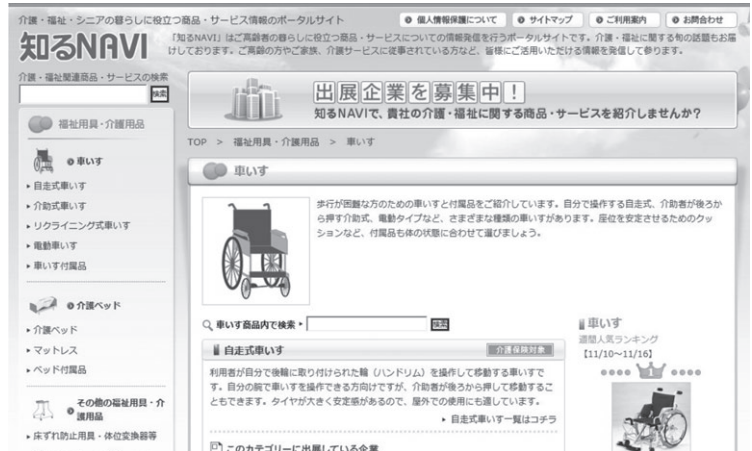 介護・福祉・シニアの暮らしに役立つ商品・サービス情報のポータルサイト
個人情報保護について
サイトマップ
ご利用案内
お問合わせ
知るNAVI
「知るNAVI」はご高齢者の暮らしに役立つ商品・サービスについての情報発信を行うポータルサイトです。介護・福祉に関する旬の話題もお届
けしております。ご高齢の方やご家族、介護サービスに従事されている方など、皆様にご活用いただける情報を発信して参ります。
介護・福祉関連商品・サービスの検索
検索
出展企業を募集中!
知るNAVIで、貴社の介護・福祉に関する商品・サービスを紹介しませんか?
福祉用具・介護用品
TOP > 福祉用具・介護用品 > 車いす
車いす
自走式車いす
介助式車いす
リクライニング式車いす
電動車いす
車いす付属品
介護ベッド
介護ベッド
マットレス
ベッド付属品
その他の福祉用具・介
護用品
床ずれ防止用具・体位変換器等
車いす
歩行が困難な方のための車いすと付属品をご紹介しています。自分で操作する自走式、介助者が後ろか
ら押す介助式、電動タイプなど、さまざまな種類の車いすがあります。座位を安定させるためのクッ
ションなど、付属品も体の状態に合わせて選びましょう。
車いす商品内で検索
検索
自走式車いす
介護保険対象
利用者が自分で後輪に取り付けられた輪（ハンドリム）を操作して移動する車いすで
す。自分の腕で車いすを操作できる方向けですが、介助者が後ろから押して移動するこ
ともできます。タイヤが大きく安定感があるので、屋外での使用にも適しています。
自走式車いす一覧はコチラ
このカテゴリーに出展している企業
車いす
週間人気ランキング
【11/10～11/16】
1